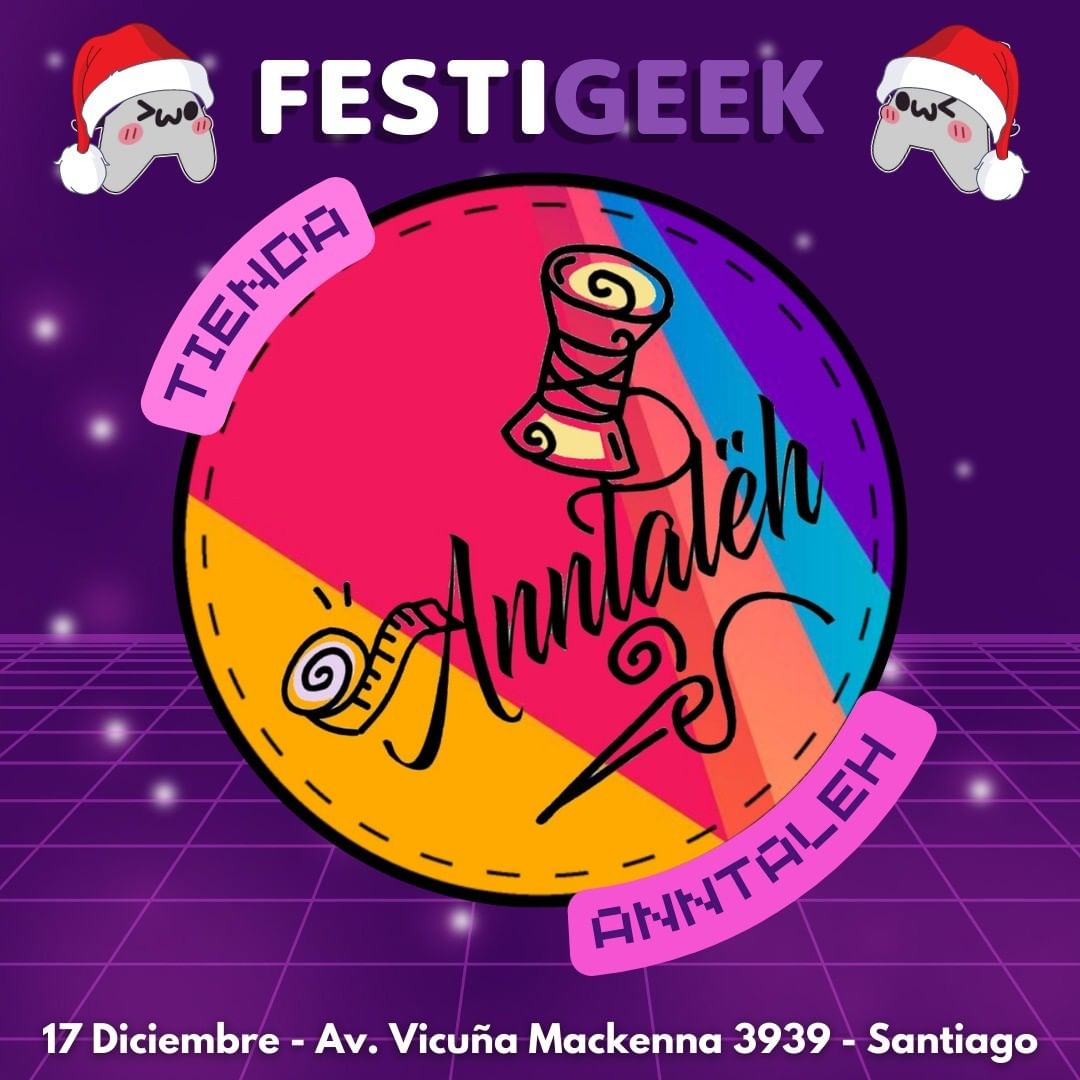 FESTIGEEK
TIENDA
Anntalëh
ANNTALEH
17 Diciembre - Av. Vicuña Mackenna 3939 - Santiago